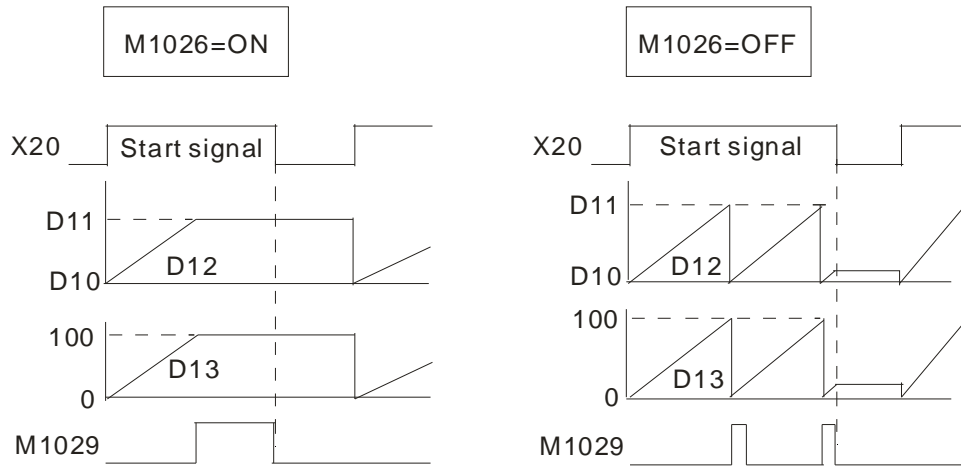 M1026=ON
X20
Start signal
D11
D12
D10
100
D13
0
M1029
M1026=OFF
X20
Start signal
D11
D12
D10
100
D13
0
M1029